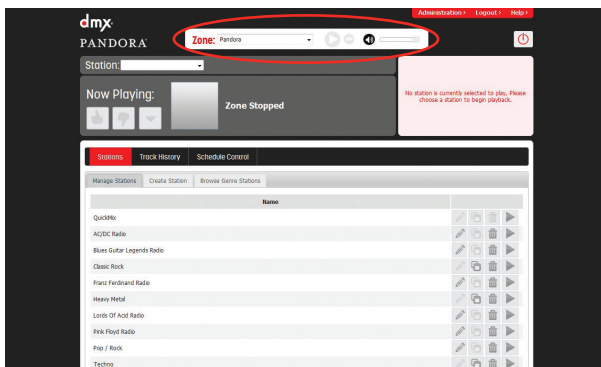 Administration › Logout › Help ›
dmx
PANDORA
Zone: Pandora
Station:
Now Playing:
Zone Stopped
No station is currently selected to play, Please
choose a station to begin playback.
Stations Track History Schedule Control
Manage Stations Create Station Browse Genre Stations
Name
QuickMix
AC/DC Radio
Blues Guitar Legends Radio
Classic Rock
Franz Ferdinand Radio
Heavy Metal
Lords Of Acid Radio
Pink Floyd Radio
Pop / Rock
Techno